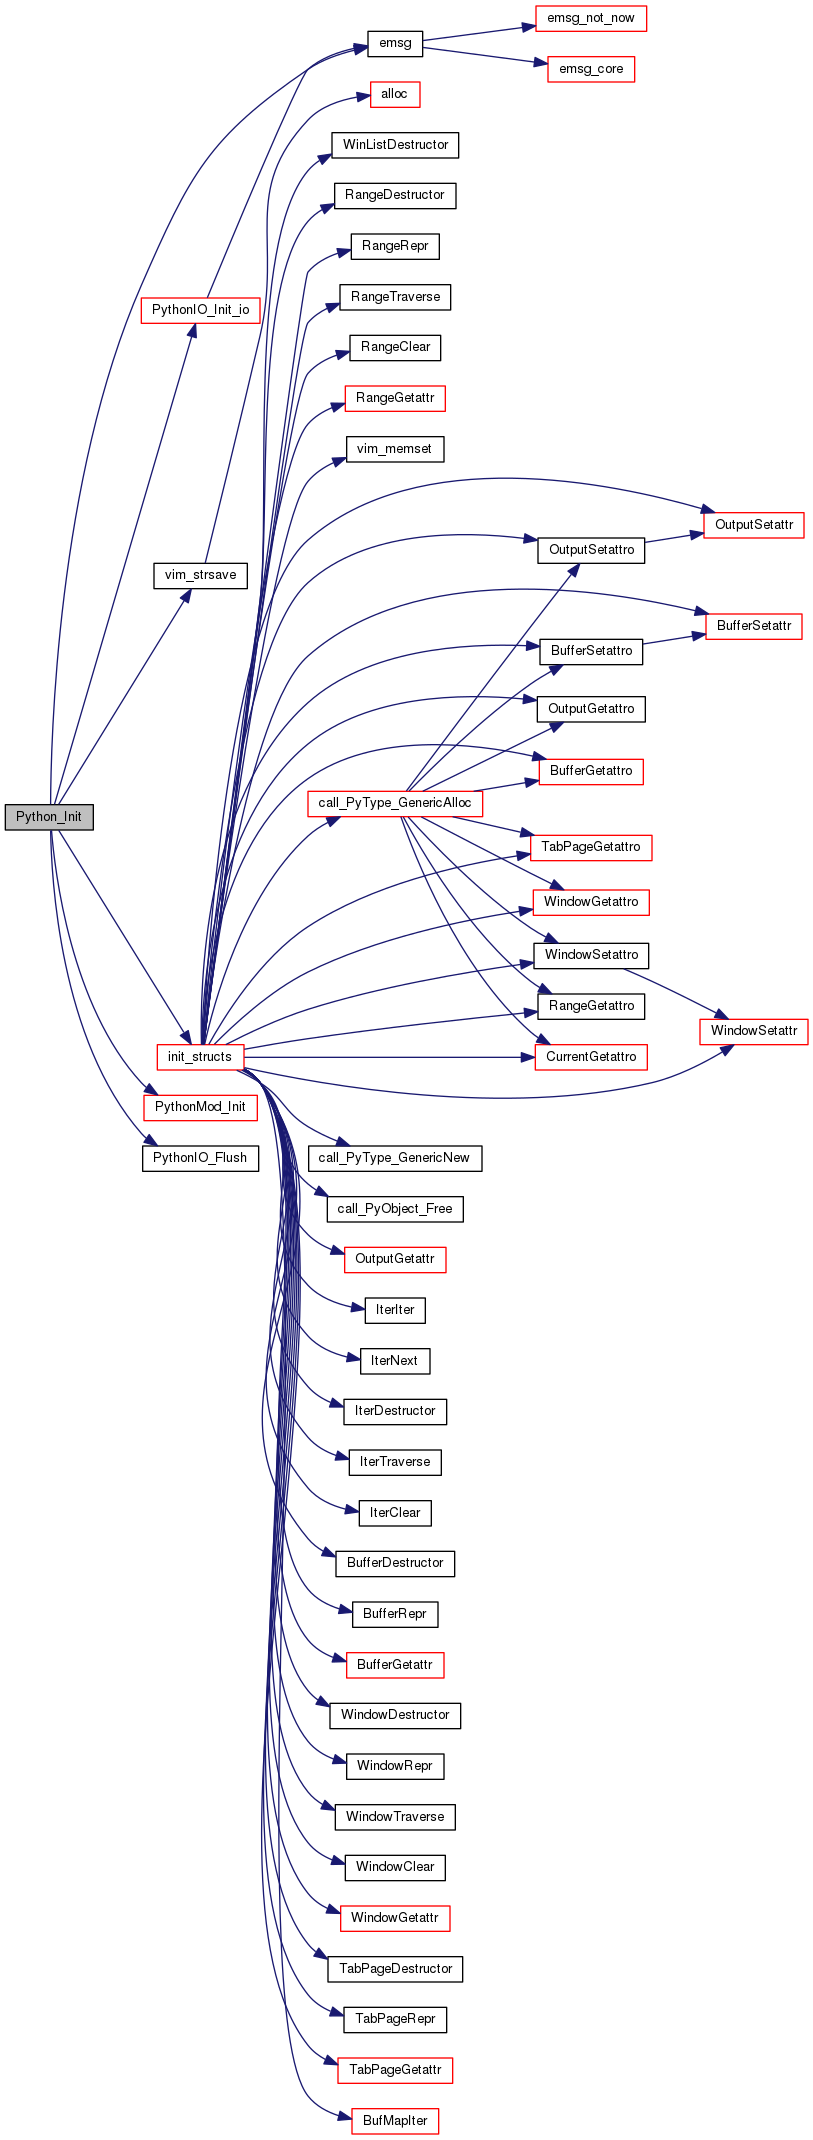 emsg_not_now
emsg
emsg_core
alloc
WinListDestructor
RangeDestructor
RangeRepr
RangeTraverse
PythonIO_Init_io
RangeClear
RangeGetattr
vim_memset
OutputSetattr
OutputSetattro
vim_strsave
BufferSetattr
BufferSetattro
OutputGetattro
BufferGetattro
call_PyType_GenericAlloc
Python_Init
TabPageGetattro
WindowGetattro
WindowSetattro
RangeGetattro
WindowSetattr
init_structs
CurrentGetattro
PythonMod_Init
PythonIO_Flush
call_PyType_GenericNew
call_PyObject_Free
OutputGetattr
IterIter
IterNext
IterDestructor
IterTraverse
IterClear
BufferDestructor
BufferRepr
BufferGetattr
WindowDestructor
WindowRepr
WindowTraverse
WindowClear
WindowGetattr
TabPageDestructor
TabPageRepr
TabPageGetattr
BufMapIter